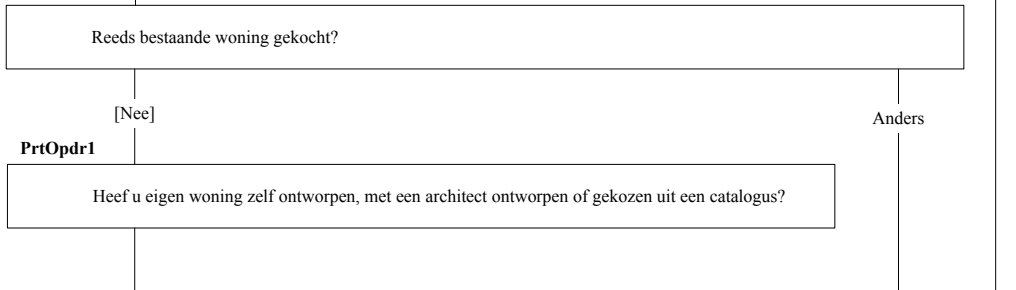 Reeds bestaande woning gekocht?
[Nee]
Anders
PrtOpdr1
Heef u eigen woning zelf ontworpen, met een architect ontworpen of gekozen uit een catalogus?